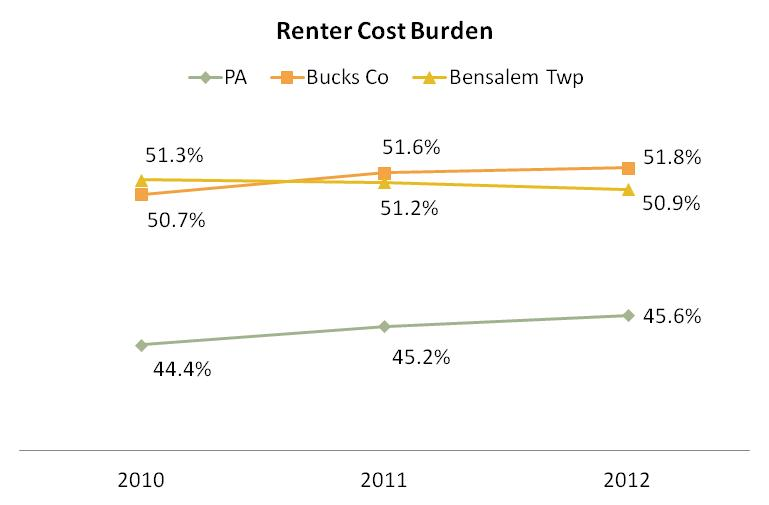 Renter Cost Burden
PA Bucks Co Bensalem Twp
51.3% 51.6% 51.8%
50.7% 51.2% 50.9%
44.4% 45.2% 45.6%
2010 2011 2012